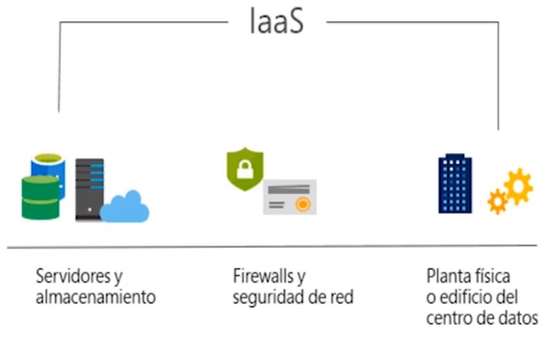 IaaS
Servidores y
almacenamiento
Firewalls y
seguridad de red
Planta física
o edificio del
centro de datos